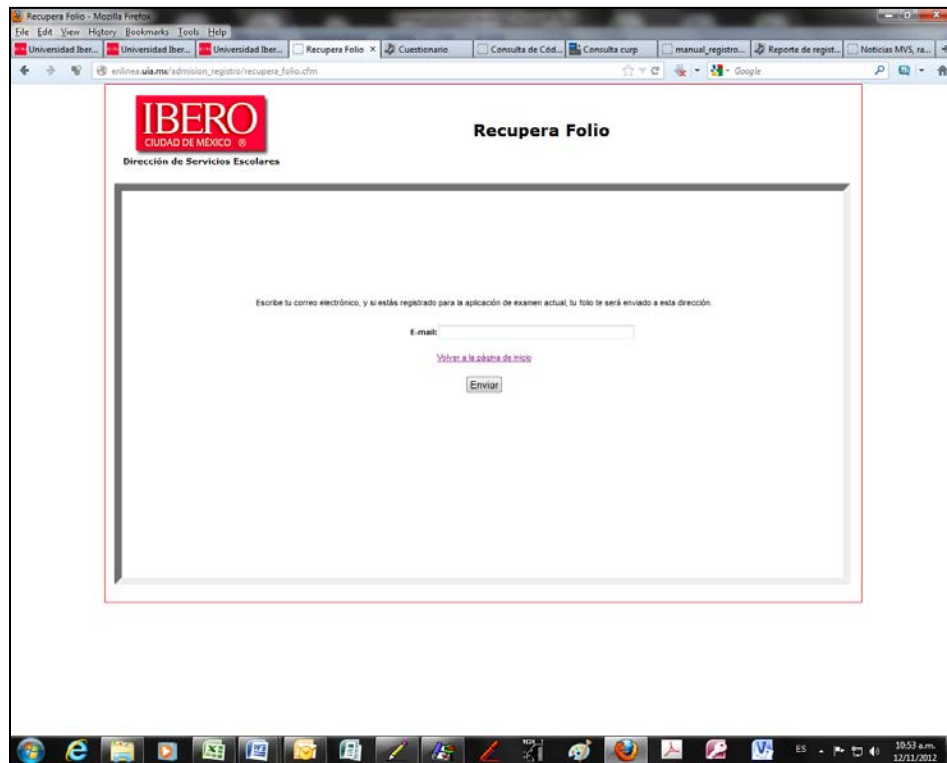 Recupera Folio - Mozilla Firefox
File Edit View History Bookmarks Tools Help
Universidad Iber... Universidad Iber... Universidad Iber... Recupera Folio × Cuestionario Consulta de Cód... Consulta curp manual_registro... Reporte de regist... Noticias MVS, ra...
enlinea.uia.mx/admision_registro/recupera_folio.cfm Google
IBERO
CIUDAD DE MÉXICO ®
Dirección de Servicios Escolares
Recupera Folio
Escribe tu correo electrónico, y si estás registrado para la aplicación de examen actual, tu folio te será enviado a esta dirección
E-mail:
Volver a la página de inicio
Enviar
ES
10:53 a.m.
12/11/2012